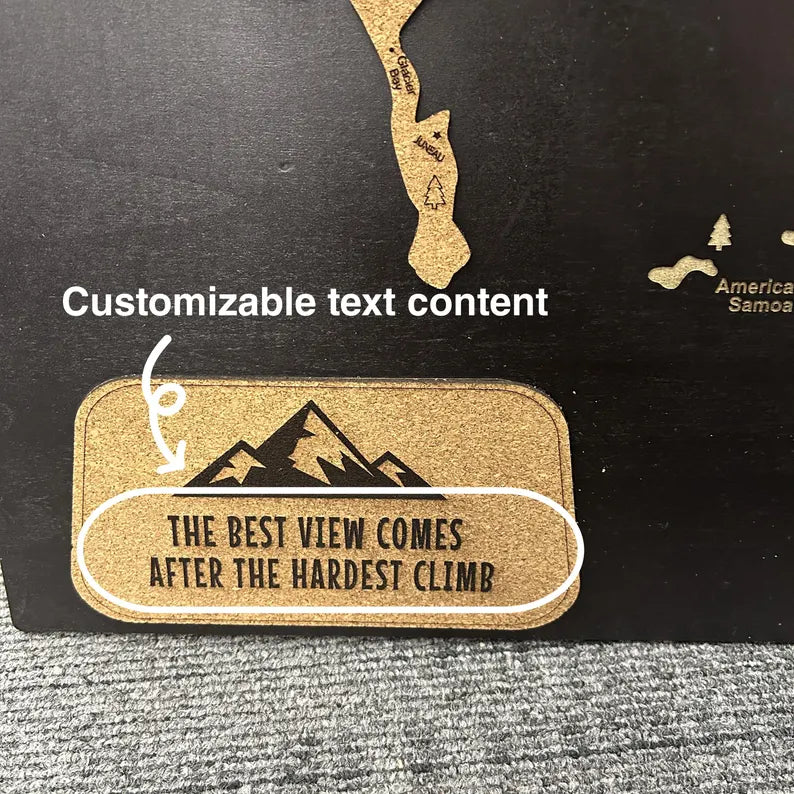 Glacier
Bay
JUNEAU
Customizable text content
America
Samoa
THE BEST VIEW COMES
AFTER THE HARDEST CLIMB